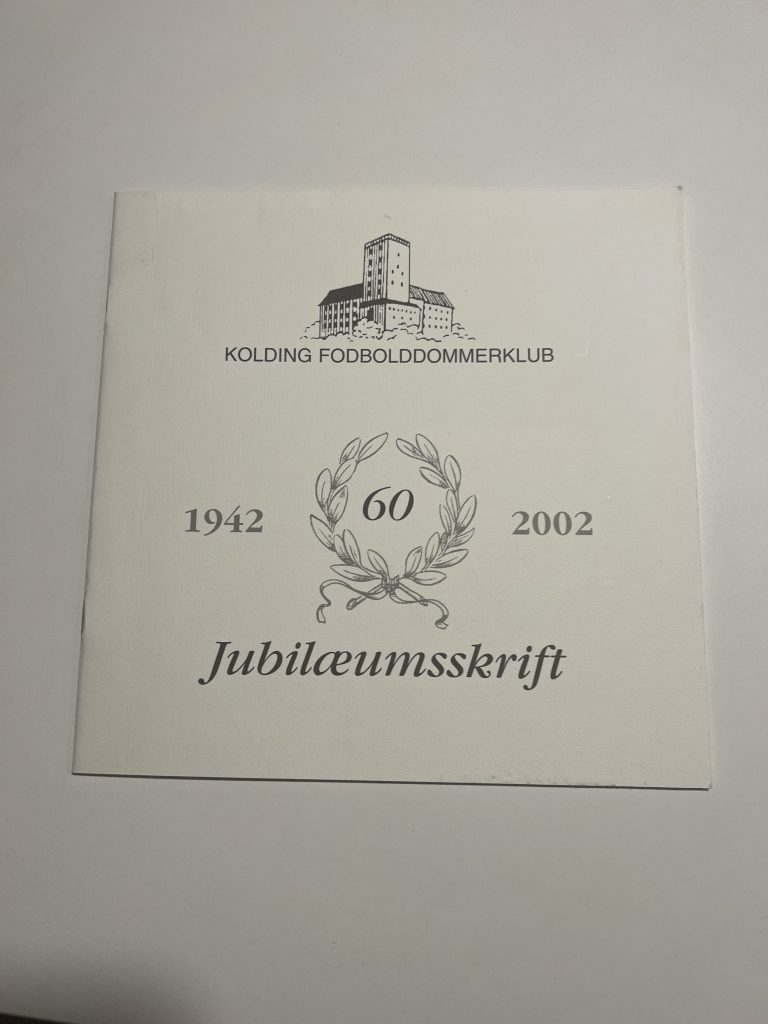 KOLDING FODBOLDDOMMERKLUB
1942 60 2002
Jubilæumsskrift